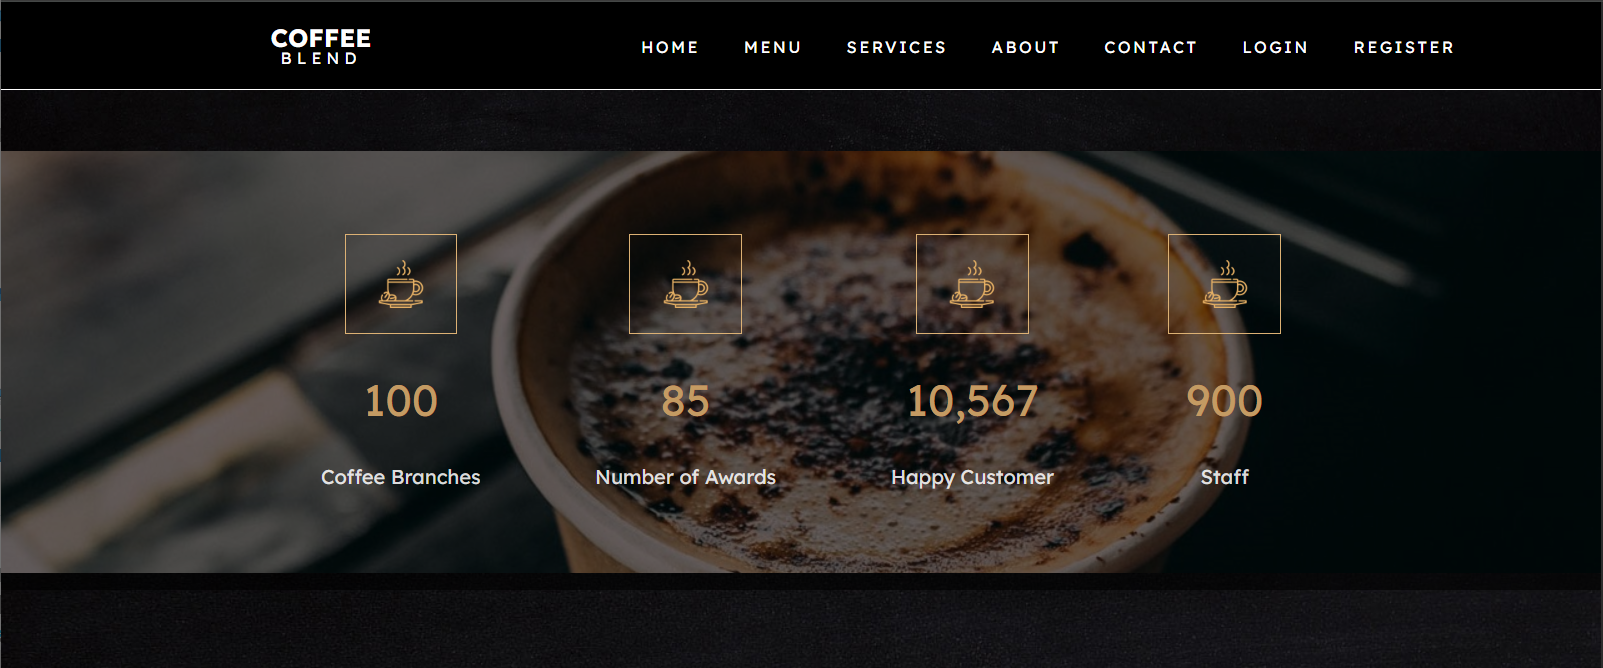 COFFEE
BLEND
HOME MENU SERVICES ABOUT CONTACT LOGIN REGISTER
100 85 10,567 900
Coffee Branches Number of Awards Happy Customer Staff